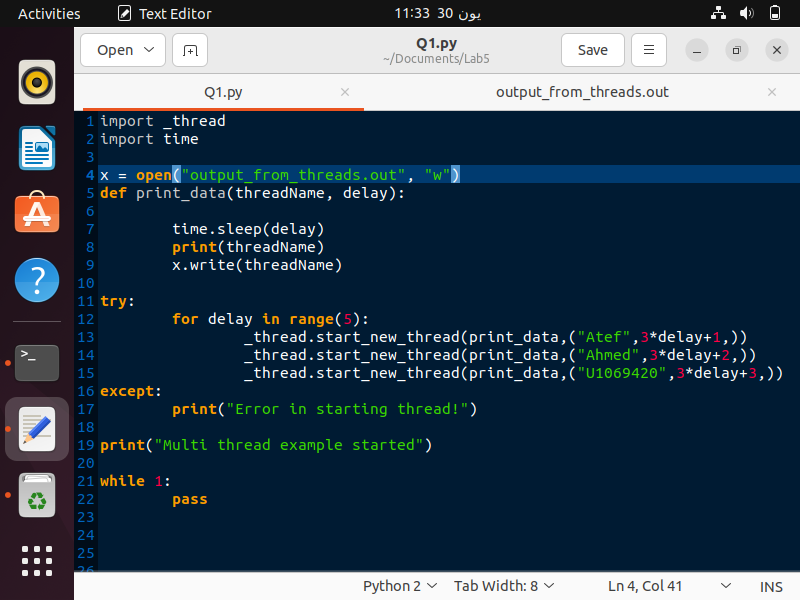 Activities
Text Editor
11:33 30 يون
Open
Q1.py
~/Documents/Lab5
Save
Q1.py
output_from_threads.out
1 import _thread
2 import time
3
4 x = open("output_from_threads.out", "w")
5 def print_data(threadName, delay):
6
7 time.sleep(delay)
8 print(threadName)
9 x.write(threadName)
10
11 try:
12 for delay in range(5):
13 _thread.start_new_thread(print_data,("Atef",3*delay+1,))
14 _thread.start_new_thread(print_data,("Ahmed",3*delay+2,))
15 _thread.start_new_thread(print_data,("U1069420",3*delay+3,))
16 except:
17 print("Error in starting thread!")
18
19 print("Multi thread example started")
20
21 while 1:
22 pass
23
24
25
26
Python 2
Tab Width: 8
Ln 4, Col 41
INS